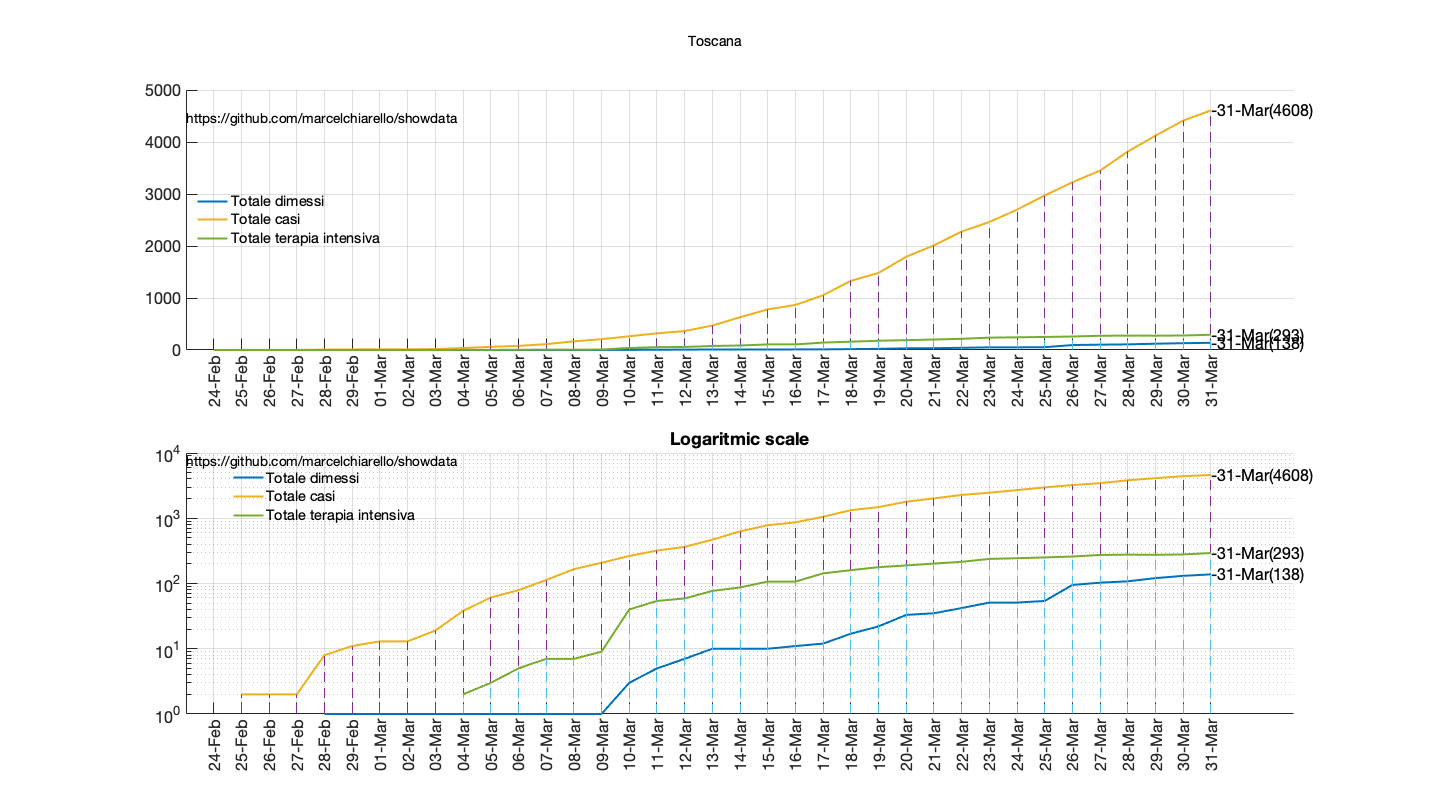 Toscana
5000
https://github.com/marcelchiarello/showdata
-31-Mar(4608)
4000
3000
Totale dimessi
Totale casi
Totale terapia intensiva
2000
1000
-31-Mar(293)
-31-Mar(138)
0
24-Feb 25-Feb 26-Feb 27-Feb 28-Feb 29-Feb 01-Mar 02-Mar 03-Mar 04-Mar 05-Mar 06-Mar 07-Mar 08-Mar 09-Mar 10-Mar 11-Mar 12-Mar 13-Mar 14-Mar 15-Mar 16-Mar 17-Mar 18-Mar 19-Mar 20-Mar 21-Mar 22-Mar 23-Mar 24-Mar 25-Mar 26-Mar 27-Mar 28-Mar 29-Mar 30-Mar 31-Mar
Logaritmic scale
10^4
https://github.com/marcelchiarello/showdata
Totale dimessi
-31-Mar(4608)
Totale casi
Totale terapia intensiva
10^3
-31-Mar(293)
-31-Mar(138)
10^2
10^1
10^0
24-Feb 25-Feb 26-Feb 27-Feb 28-Feb 29-Feb 01-Mar 02-Mar 03-Mar 04-Mar 05-Mar 06-Mar 07-Mar 08-Mar 09-Mar 10-Mar 11-Mar 12-Mar 13-Mar 14-Mar 15-Mar 16-Mar 17-Mar 18-Mar 19-Mar 20-Mar 21-Mar 22-Mar 23-Mar 24-Mar 25-Mar 26-Mar 27-Mar 28-Mar 29-Mar 30-Mar 31-Mar